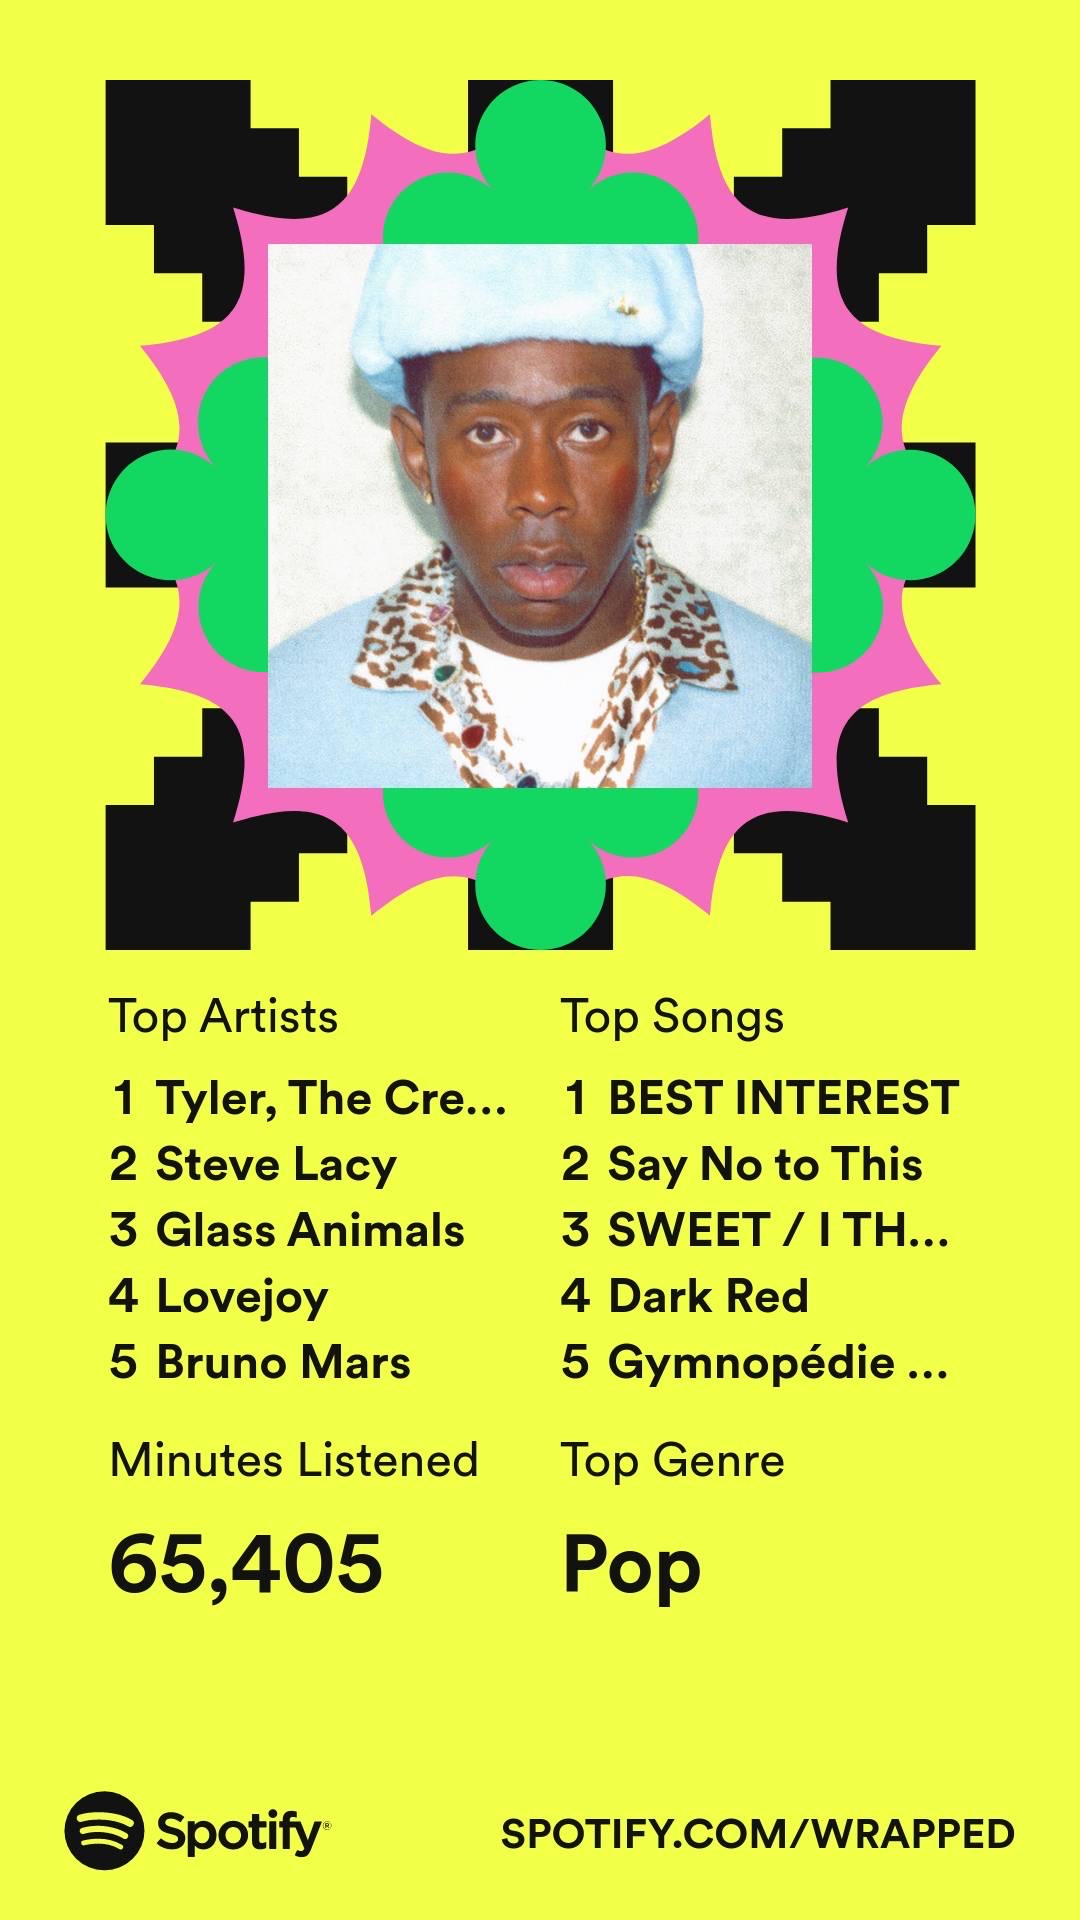 Top Artists
1 Tyler, The Cre...
2 Steve Lacy
3 Glass Animals
4 Lovejoy
5 Bruno Mars
Top Songs
1 BEST INTEREST
2 Say No to This
3 SWEET / I TH...
4 Dark Red
5 Gymnopédie ...
Minutes Listened
65,405
Top Genre
Pop
Spotify®
SPOTIFY.COM/WRAPPED